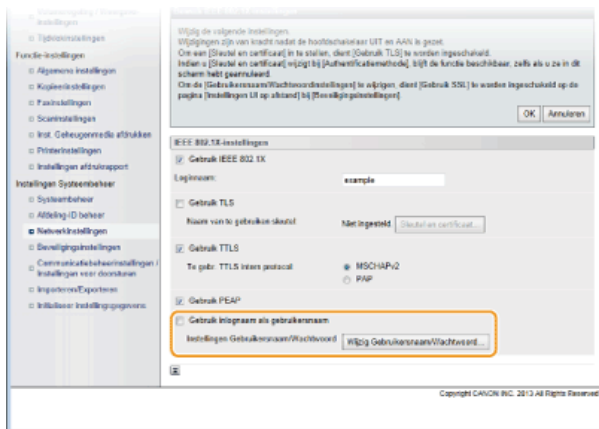 instellingen
Tijdinstellingen
Functie-instellingen
Algemene instellingen
Kopieerinstellingen
Faxinstellingen
Scaninstellingen
Inst. Geheugenmedia afdrukken
Printerinstellingen
Instellingen afdrukrapport
Instellingen Systeembeheer
Systeembeheer
Afdeling-ID beheer
Netwerkinstellingen
Beveiligingsinstellingen
Communicatiebeheerinstellingen /
Instellingen voor doorsturen
Importeren/Exporteren
Initialiseer instellingsgegevens
Wijzig de volgende instellingen.
Wijzigingen zijn van kracht nadat de hoofdschakelaar UIT en AAN is gezet.
Om een [Sleutel en certificaat] in te stellen, dient [Gebruik TLS] te worden ingeschakeld.
Indien u [Sleutel en certificaat] wijzigt bij [Authentificatiemethode], blijft de functie beschikbaar, zelfs als u ze in dit
scherm hebt geannuleerd.
Om de [Gebruikersnaam/Wachtwoordinstellingen] te wijzigen, dient [Gebruik SSL] te worden ingeschakeld op de
pagina [Instellingen UI op afstand] bij [Beveiligingsinstellingen].
OK Annuleren
IEEE 802.1X-instellingen
Gebruik IEEE 802.1X
Loginnaam: example
Gebruik TLS
Naam van te gebruiken sleutel Niet ingesteld Sleutel en certificaat...
Gebruik TTLS
Te gebr. TTLS intern protocol MSCHAPv2
PAP
Gebruik PEAP
Gebruik inlognaam als gebruikersnaam
Instellingen Gebruikersnaam/Wachtwoord Wijzig Gebruikersnaam/Wachtwoord...
Copyright CANON INC. 2013 All Rights Reserved